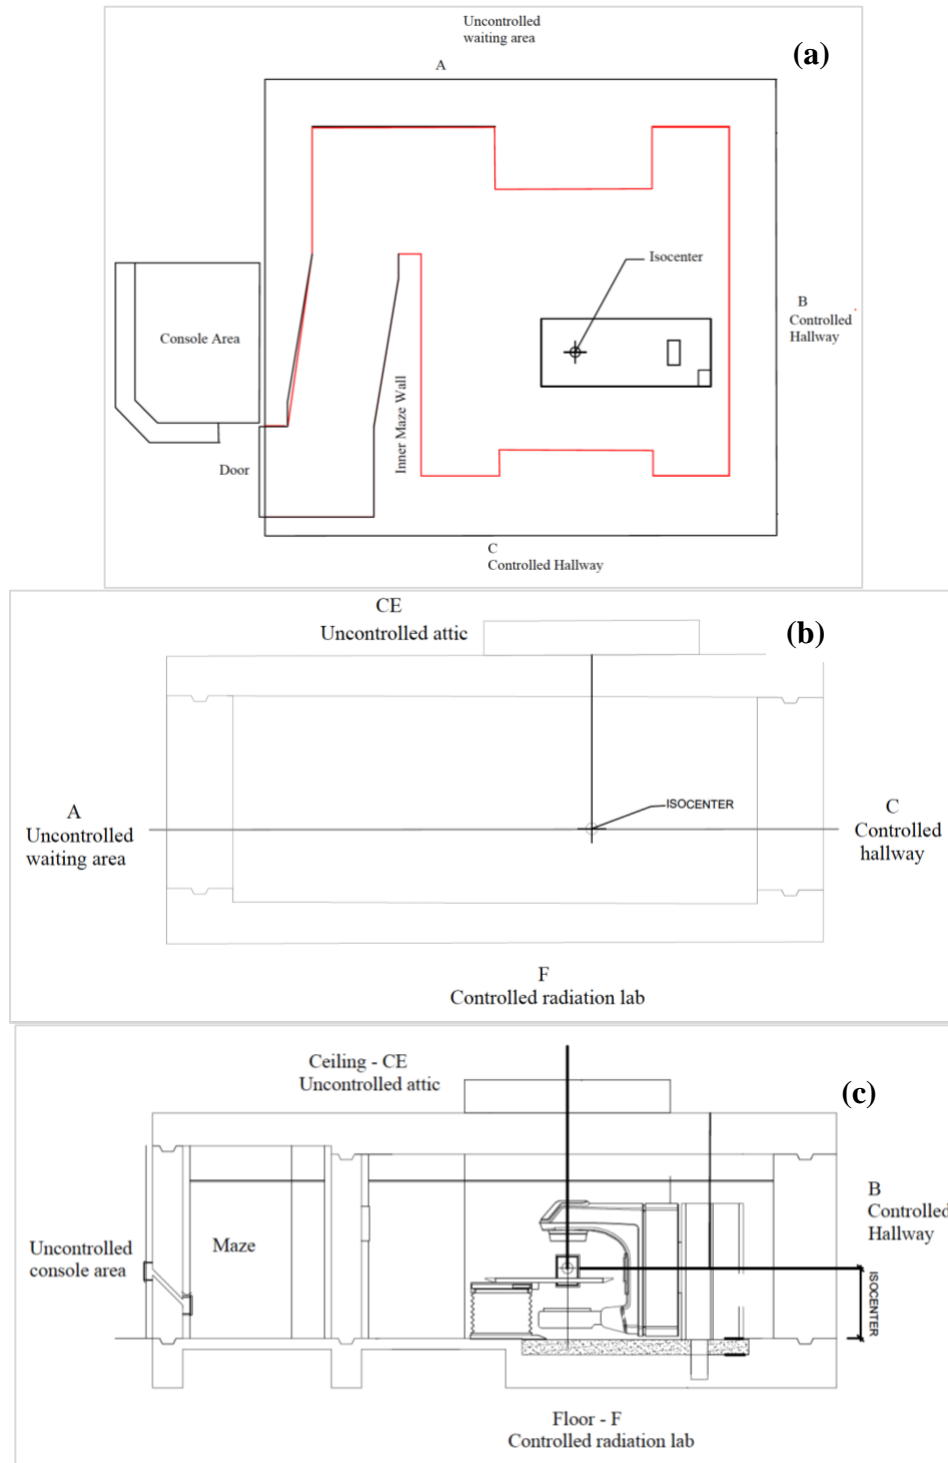 Uncontrolled
waiting area
(a)
A
Isocenter
B
Controlled
Hallway
Console Area
Inner Maze Wall
Door
C
Controlled Hallway
CE
Uncontrolled attic
(b)
ISOCENTER
A
Uncontrolled
waiting area
C
Controlled
hallway
F
Controlled radiation lab
Ceiling - CE
Uncontrolled attic
(c)
B
Controlled
Hallway
Uncontrolled
console area
Maze
ISOCENTER
Floor - F
Controlled radiation lab